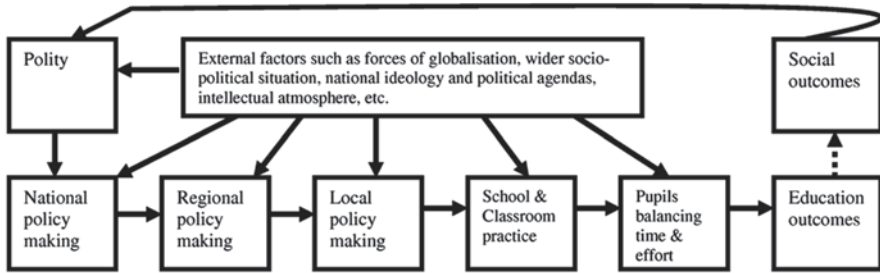 Polity
External factors such as forces of globalisation, wider socio-
political situation, national ideology and political agendas,
intellectual atmosphere, etc.
Social
outcomes
National
policy
making
Regional
policy
making
Local
policy
making
School &
Classroom
practice
Pupils
balancing
time &
effort
Education
outcomes